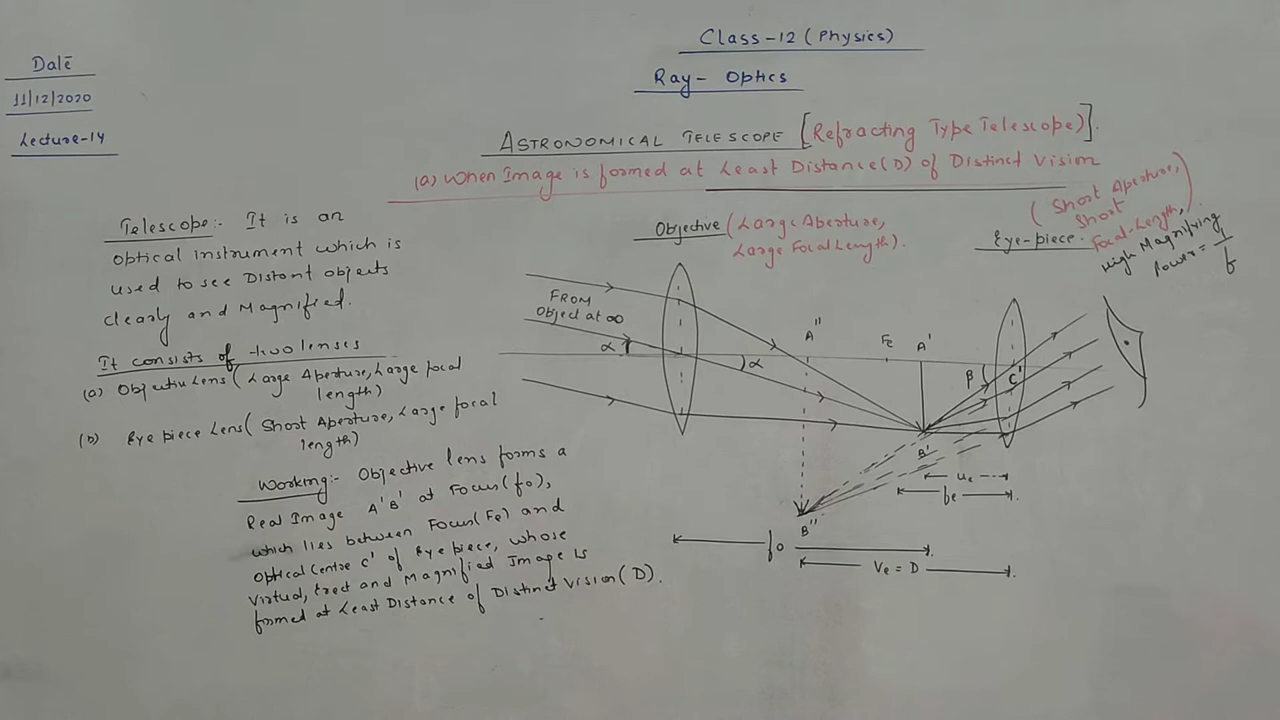 Class-12 (Physics)
Ray- Optics
Date
11/12/2020
Lecture-14
ASTRONOMICAL TELESCOPE [Refracting Type Telescope)].
(a) When Image is formed at Least Distance(D) of Distinct Vision
Telescope:- It is an
optical instrument which is
used to see Distant objects
clearly and Magnified.
It consists of two lenses
(a) Objective Lens (Large Aperture, Large focal
length)
(b) Eye piece Lens (Short Aperture, Large focal
length)
Working:- Objective lens forms a
Real Image A'B' at Focus(fo),
which lies between Focus(Fe) and
optical Centre C' of Eye piece, whose
Virtual, Erect and Magnified Image is
formed at Least Distance of Distinct Vision (D).
Objective (Large Aperture,
Large Focal Length).
Eye-piece. (Short Aperture,
Short
Focal-Length,)
High Magnifying
Power = 1/f
FROM
Object at ∞
α
α
A''
Fe
A'
β
C'
B'
B''
ue
fe
fo
Ve = D